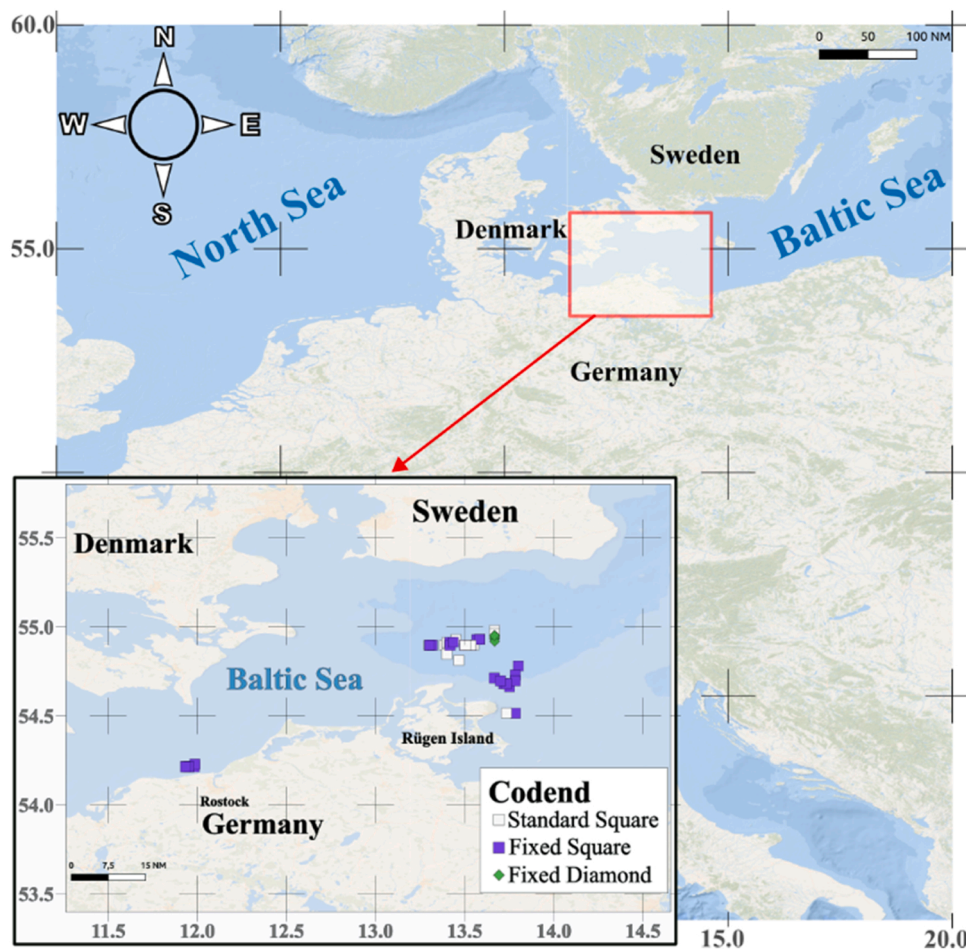 60.0
N
W E
S
0 50 100 NM
Sweden
North Sea
Baltic Sea
55.0
Denmark
Germany
Sweden
Denmark
55.5
55.0
Baltic Sea
54.5
Rügen Island
54.0
Rostock
Germany
Codend
Standard Square
Fixed Square
Fixed Diamond
0 7,5 15 NM
53.5
11.5 12.0 12.5 13.0 13.5 14.0 14.5
15.0 20.0